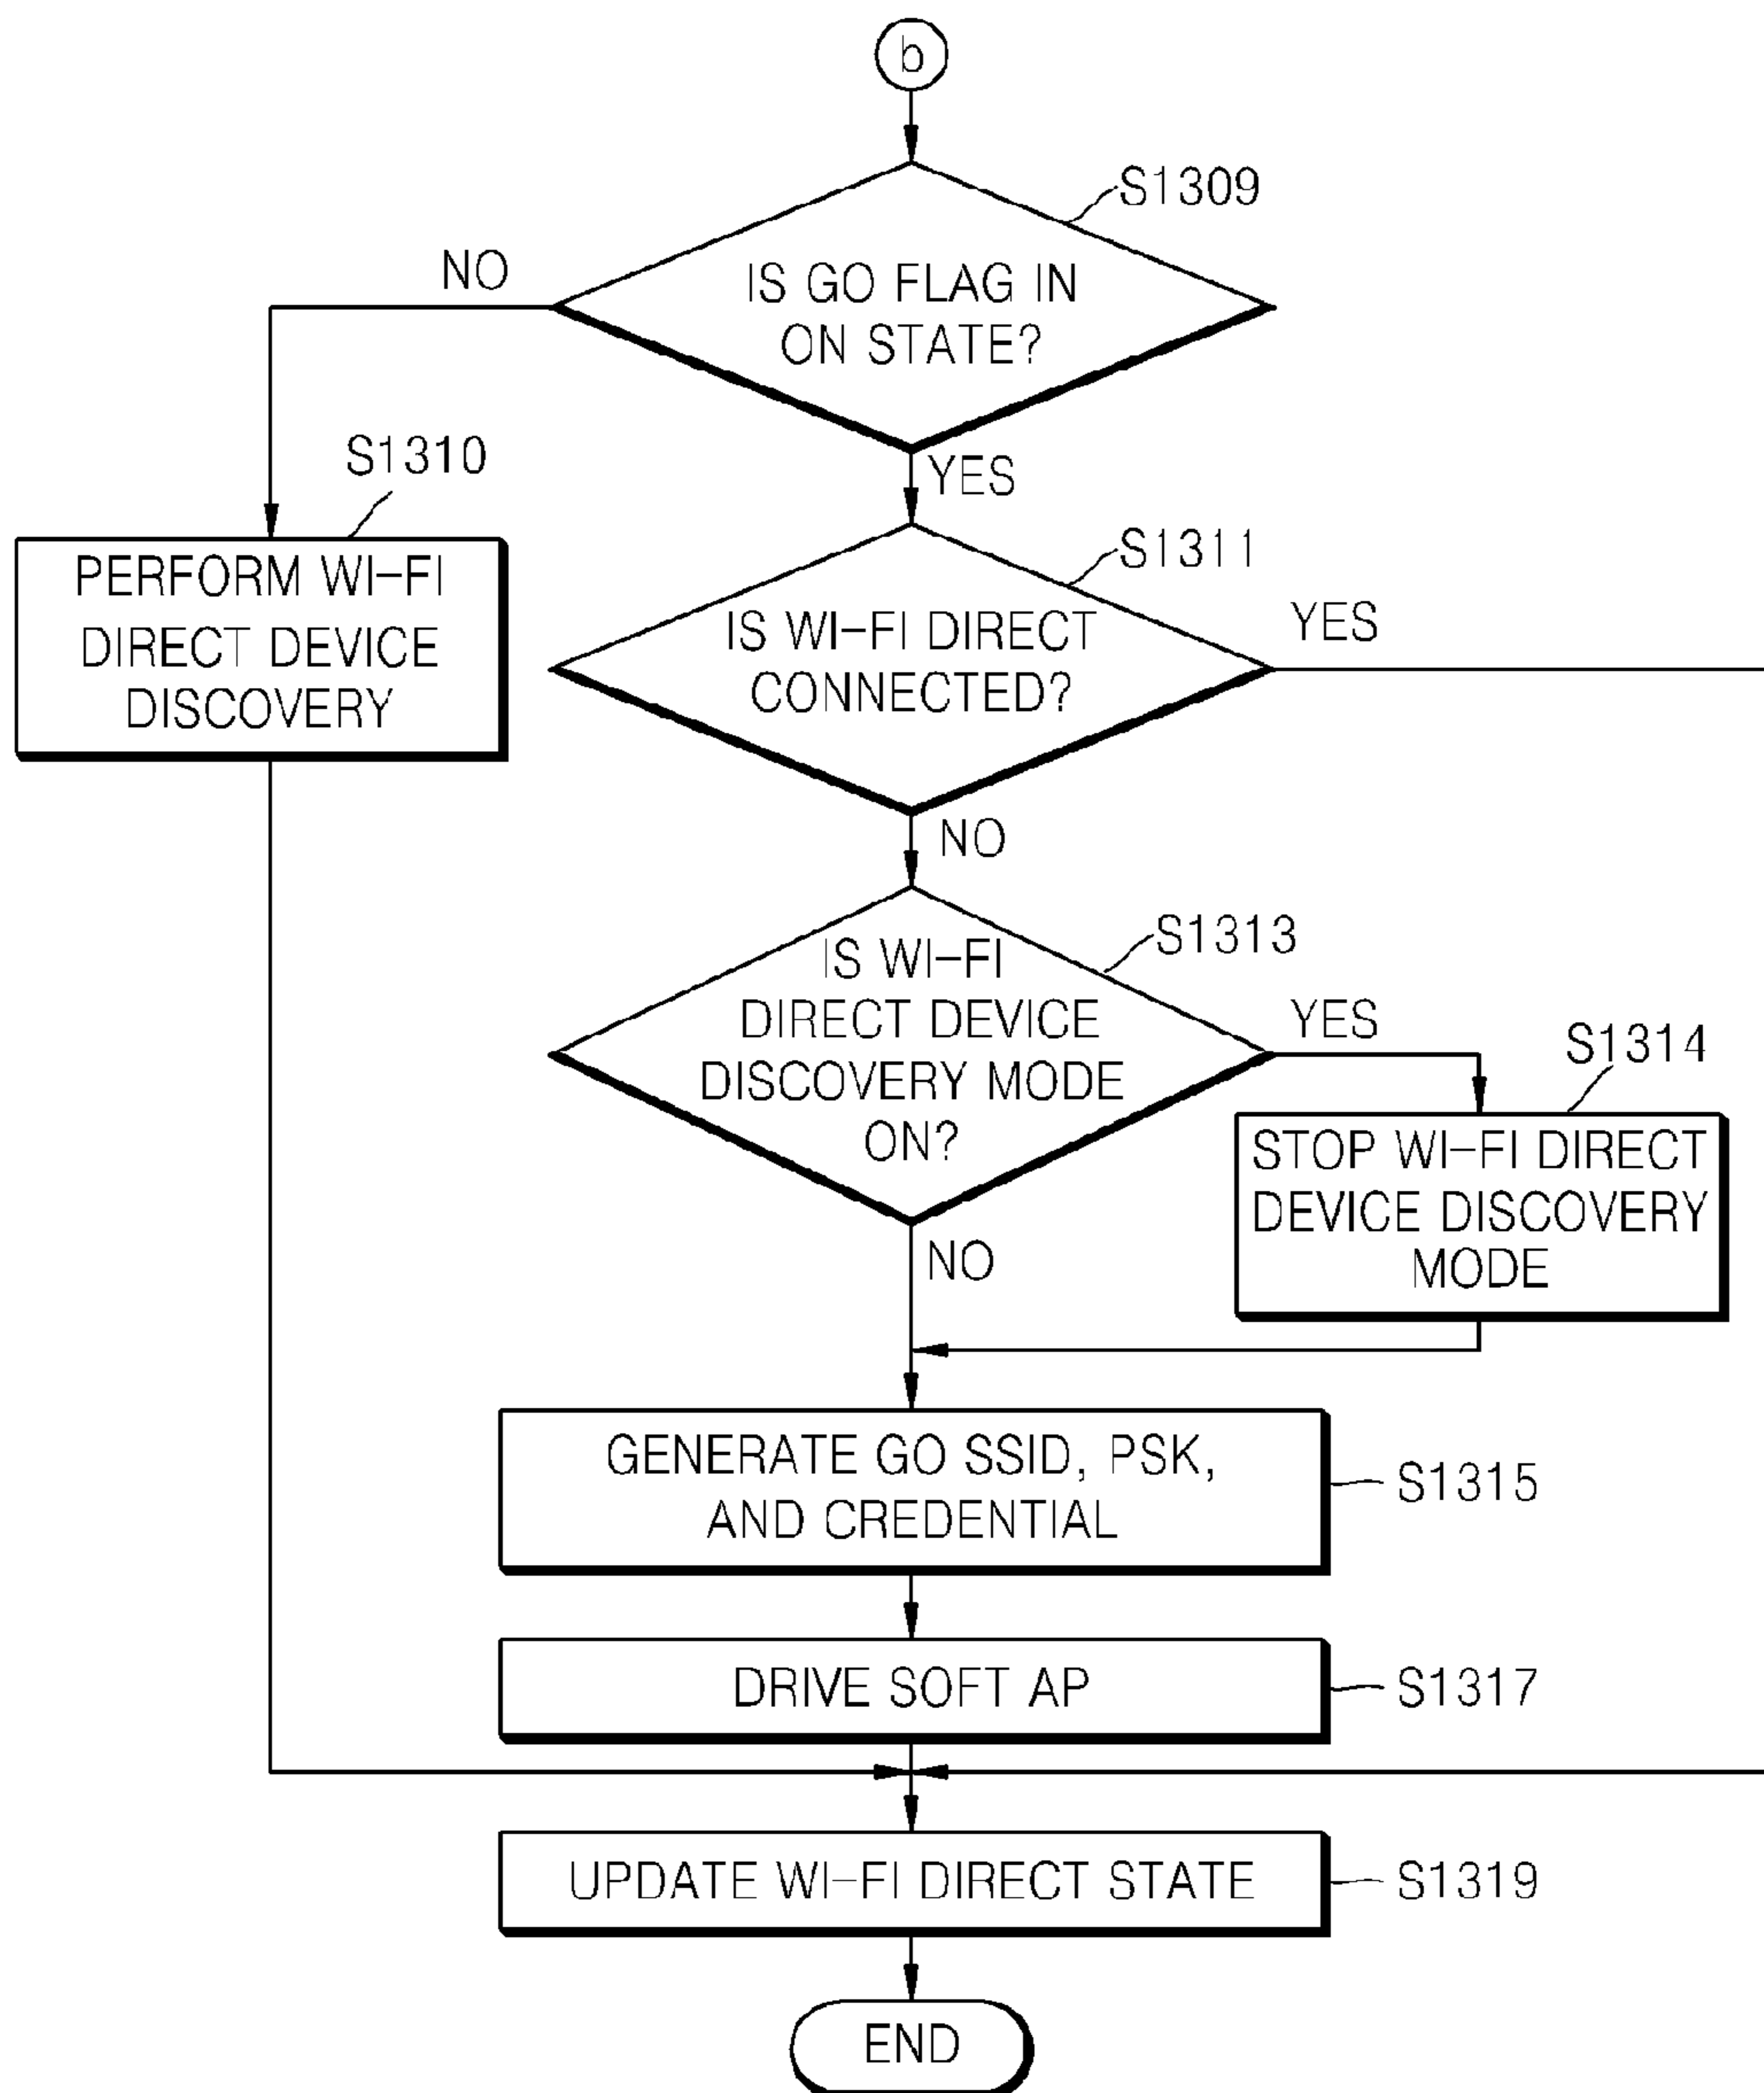 b
S1309
NO
IS GO FLAG IN
ON STATE?
S1310
YES
PERFORM WI-FI
DIRECT DEVICE
DISCOVERY
S1311
IS WI-FI DIRECT
CONNECTED?
YES
NO
S1313
IS WI-FI
DIRECT DEVICE
DISCOVERY MODE
ON?
YES
S1314
STOP WI-FI DIRECT
DEVICE DISCOVERY
MODE
NO
GENERATE GO SSID, PSK,
AND CREDENTIAL
S1315
DRIVE SOFT AP
S1317
UPDATE WI-FI DIRECT STATE
S1319
END